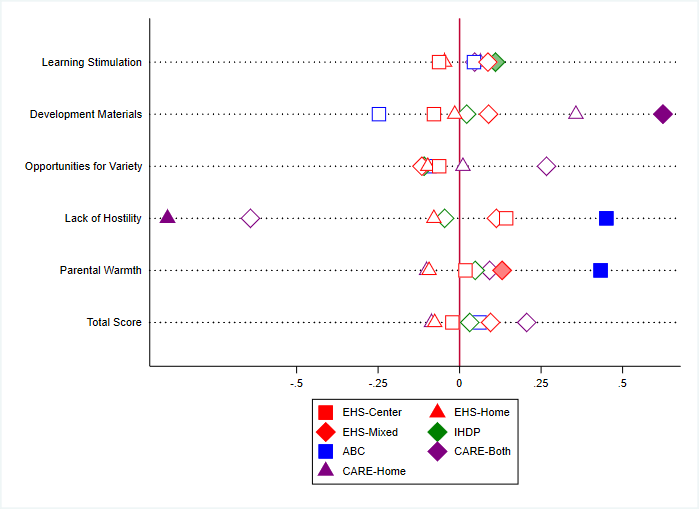 Learning Stimulation
Development Materials
Opportunities for Variety
Lack of Hostility
Parental Warmth
Total Score
-.5 -.25 0 .25 .5
EHS-Center EHS-Home
EHS-Mixed IHDP
ABC CARE-Both
CARE-Home